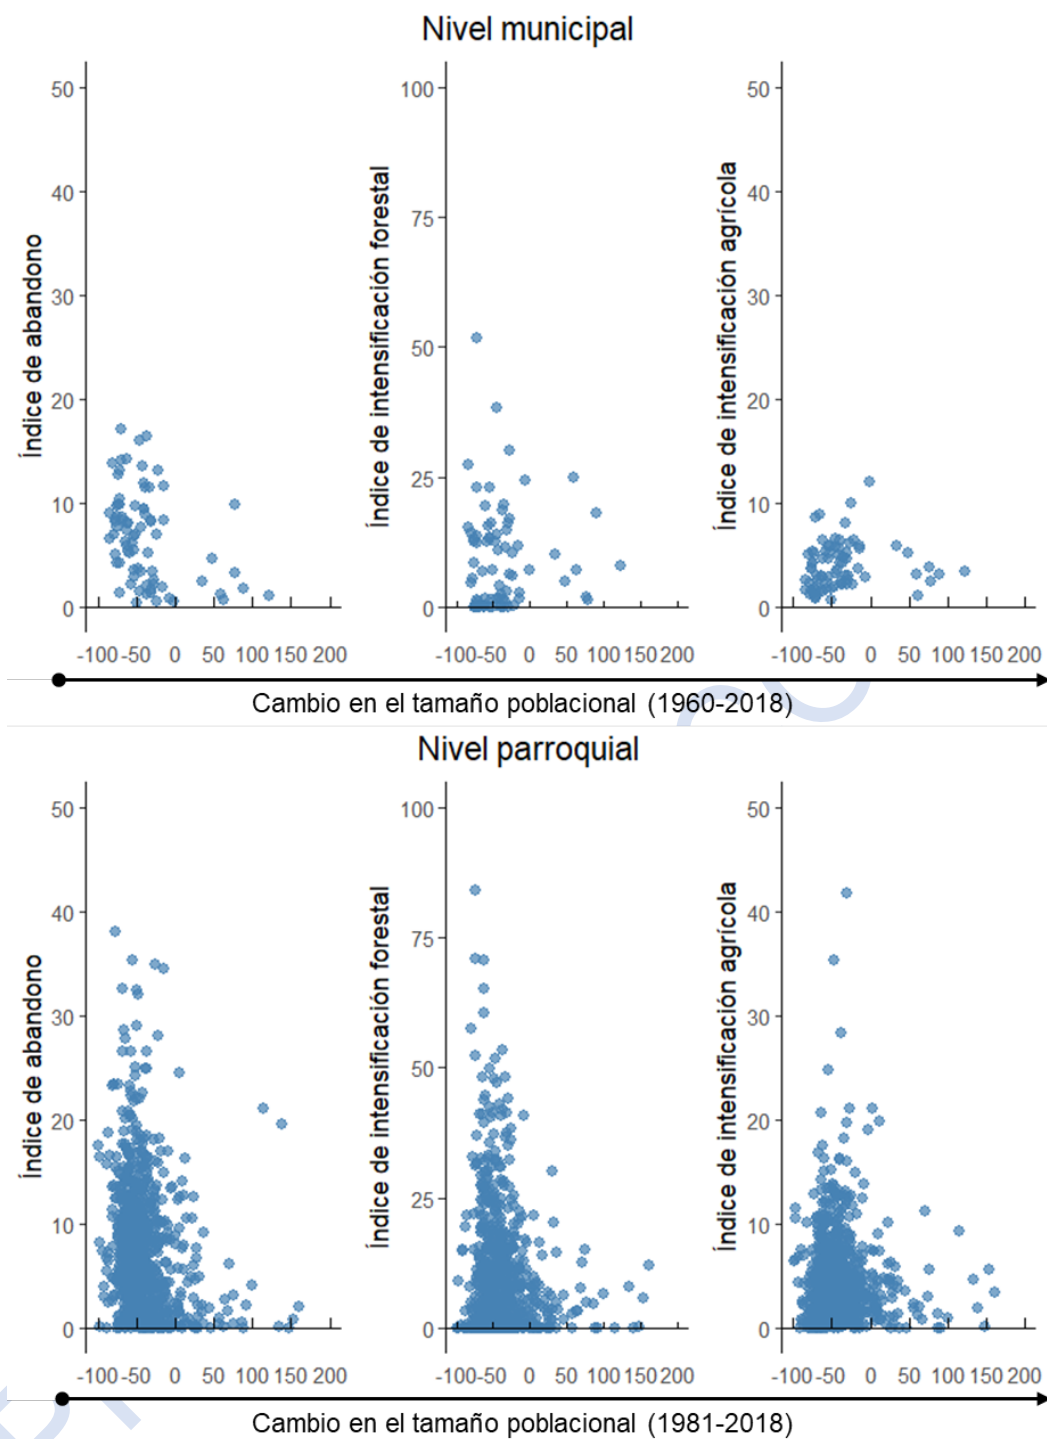 Nivel municipal
Índice de abandono
50
40
30
20
10
0
-100 -50 0 50 100 150 200
Índice de intensificación forestal
100
75
50
25
0
-100 -50 0 50 100 150 200
Índice de intensificación agrícola
50
40
30
20
10
0
-100 -50 0 50 100 150 200
Cambio en el tamaño poblacional (1960-2018)
Nivel parroquial
Índice de abandono
50
40
30
20
10
0
-100 -50 0 50 100 150 200
Índice de intensificación forestal
100
75
50
25
0
-100 -50 0 50 100 150 200
Índice de intensificación agrícola
50
40
30
20
10
0
-100 -50 0 50 100 150 200
Cambio en el tamaño poblacional (1981-2018)